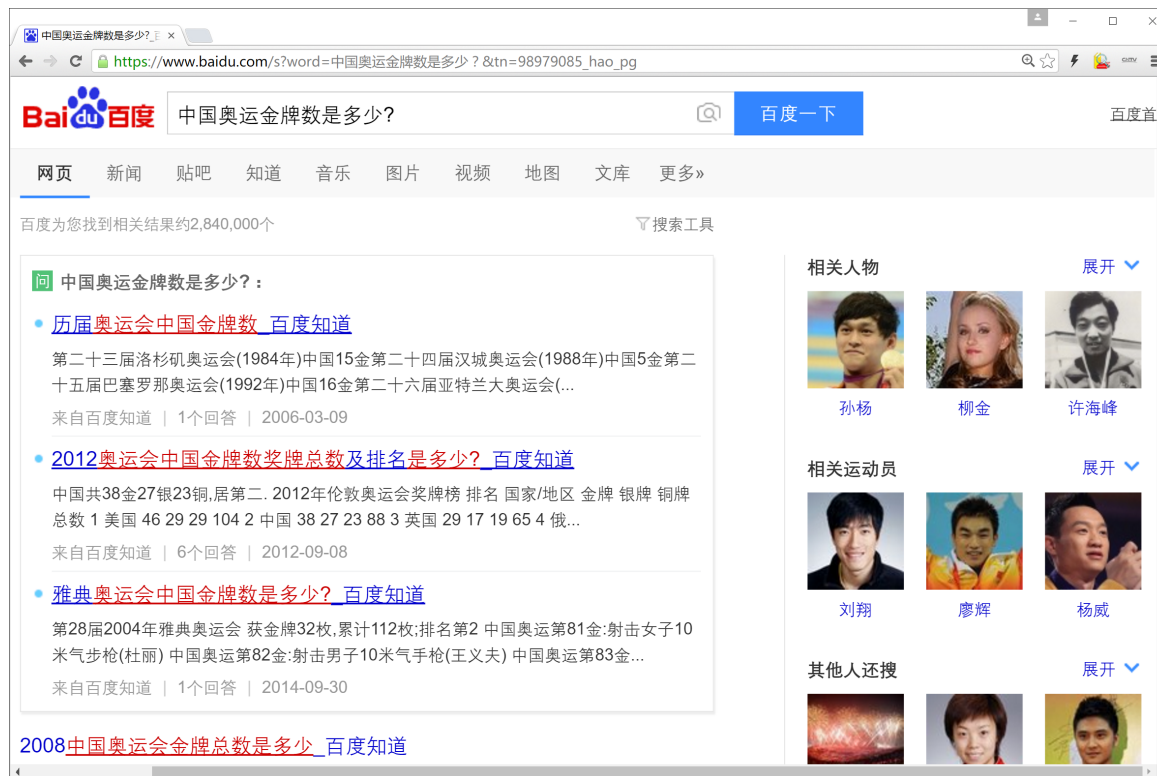 中国奥运金牌数是多少?_百
https://www.baidu.com/s?word=中国奥运金牌数是多少？&tn=98979085_hao_pg
Bai du 百度
中国奥运金牌数是多少?
百度一下
百度首
网页 新闻 贴吧 知道 音乐 图片 视频 地图 文库 更多»
百度为您找到相关结果约2,840,000个
搜索工具
问 中国奥运金牌数是多少?：
历届奥运会中国金牌数_百度知道
第二十三届洛杉矶奥运会(1984年)中国15金第二十四届汉城奥运会(1988年)中国5金第二
十五届巴塞罗那奥运会(1992年)中国16金第二十六届亚特兰大奥运会(...
来自百度知道 | 1个回答 | 2006-03-09
2012奥运会中国金牌数奖牌总数及排名是多少?_百度知道
中国共38金27银23铜,居第二. 2012年伦敦奥运会奖牌榜 排名 国家/地区 金牌 银牌 铜牌
总数 1 美国 46 29 29 104 2 中国 38 27 23 88 3 英国 29 17 19 65 4 俄...
来自百度知道 | 6个回答 | 2012-09-08
雅典奥运会中国金牌数是多少?_百度知道
第28届2004年雅典奥运会 获金牌32枚,累计112枚;排名第2 中国奥运第81金:射击女子10
米气步枪(杜丽) 中国奥运第82金:射击男子10米气手枪(王义夫) 中国奥运第83金...
来自百度知道 | 1个回答 | 2014-09-30
2008中国奥运会金牌总数是多少_百度知道
相关人物 展开
孙杨 柳金 许海峰
相关运动员 展开
刘翔 廖辉 杨威
其他人还搜 展开